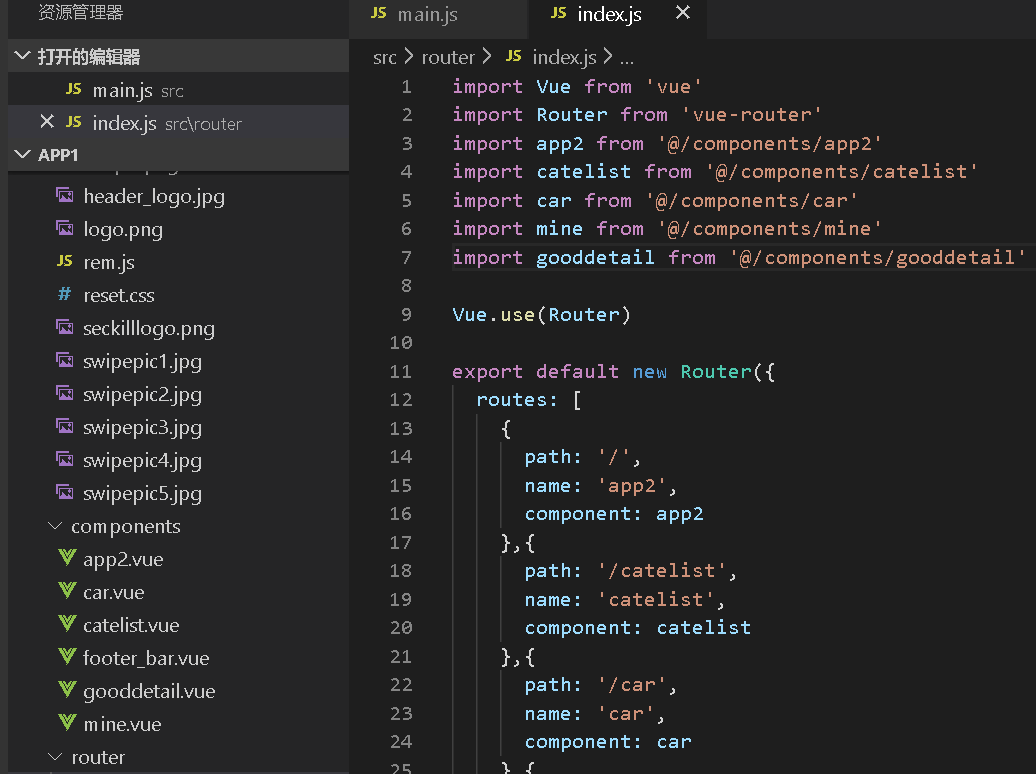 资源管理器
打开的编辑器
JS main.js src
JS index.js src\router
APP1
header_logo.jpg
logo.png
JS rem.js
# reset.css
seckilllogo.png
swipepic1.jpg
swipepic2.jpg
swipepic3.jpg
swipepic4.jpg
swipepic5.jpg
components
app2.vue
car.vue
catelist.vue
footer_bar.vue
gooddetail.vue
mine.vue
router
JS main.js
JS index.js
src > router > JS index.js > ...
1 import Vue from 'vue'
2 import Router from 'vue-router'
3 import app2 from '@/components/app2'
4 import catelist from '@/components/catelist'
5 import car from '@/components/car'
6 import mine from '@/components/mine'
7 import gooddetail from '@/components/gooddetail'
8
9 Vue.use(Router)
10
11 export default new Router({
12 routes: [
13 {
14 path: '/',
15 name: 'app2',
16 component: app2
17 },{
18 path: '/catelist',
19 name: 'catelist',
20 component: catelist
21 },{
22 path: '/car',
23 name: 'car',
24 component: car
25 },{